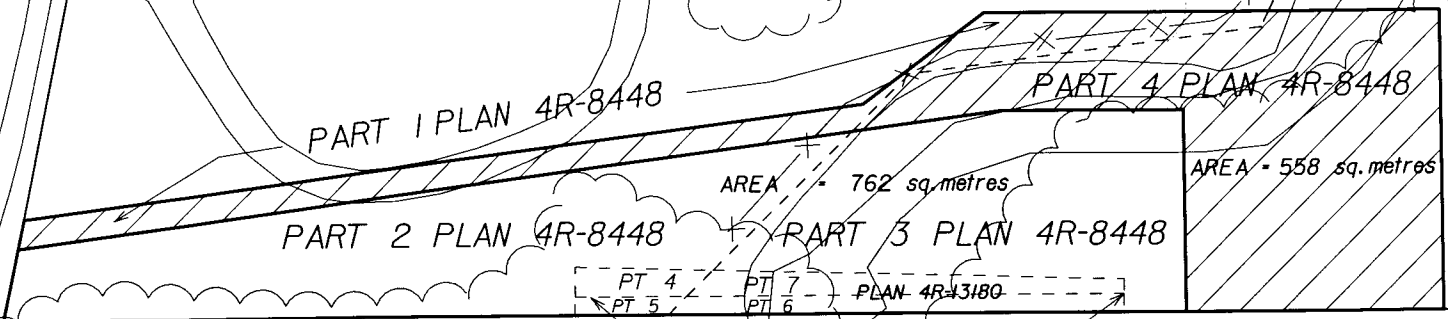 PART 1 PLAN 4R-8448
PART 4 PLAN 4R-8448
AREA = 762 sq.metres
AREA = 558 sq.metres
PART 2 PLAN 4R-8448
PART 3 PLAN 4R-8448
PT 4
PT 7
PLAN 4R-13180
PT 5
PT 6